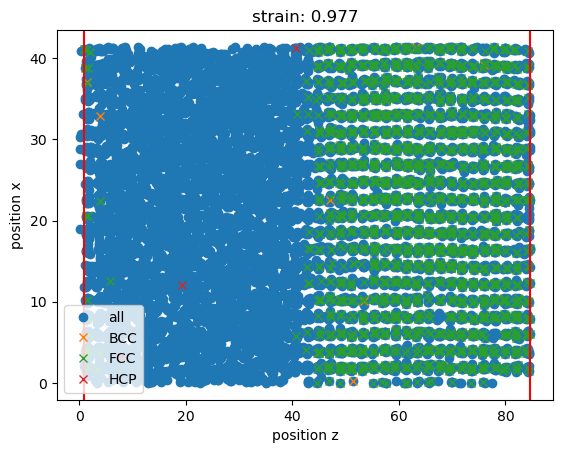 strain: 0.977
position x
40
30
20
10
0
all
BCC
FCC
HCP
0 20 40 60 80
position z